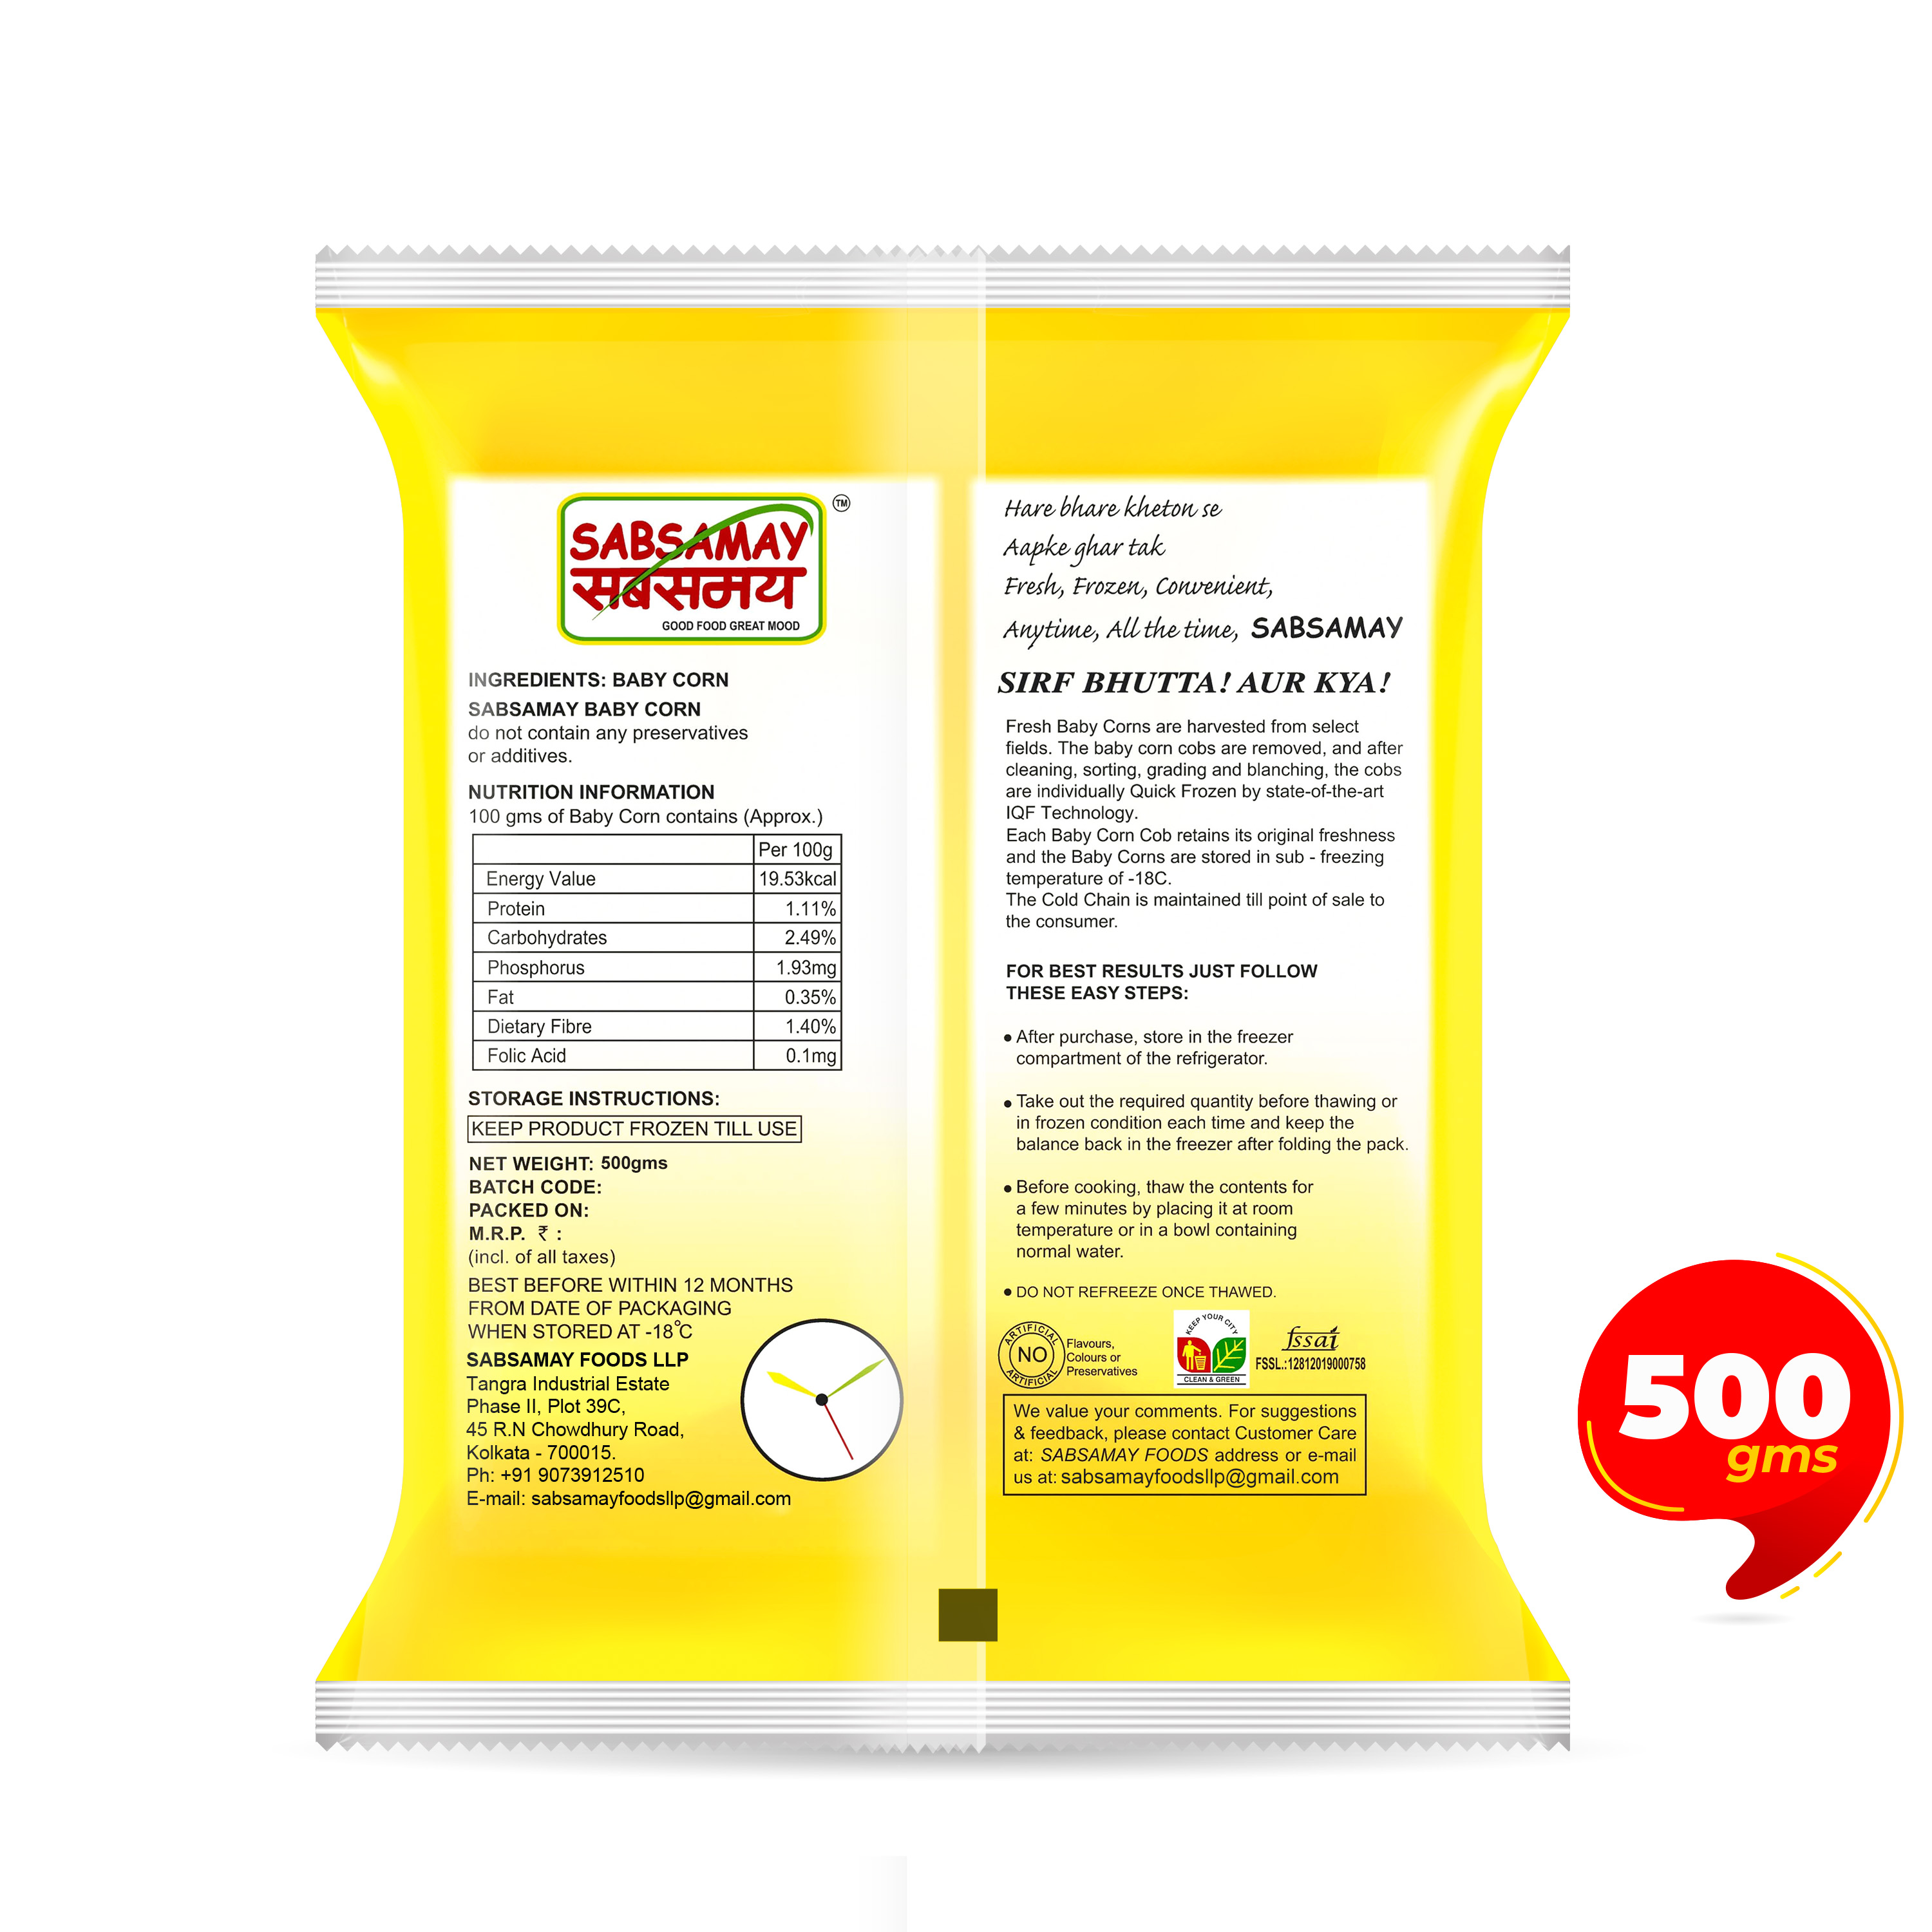 SABSAMAY
TM
सबसमय
GOOD FOOD GREAT MOOD
INGREDIENTS: BABY CORN
SABSAMAY BABY CORN
do not contain any preservatives
or additives.
NUTRITION INFORMATION
100 gms of Baby Corn contains (Approx.)
Per 100g
Energy Value 19.53kcal
Protein 1.11%
Carbohydrates 2.49%
Phosphorus 1.93mg
Fat 0.35%
Dietary Fibre 1.40%
Folic Acid 0.1mg
STORAGE INSTRUCTIONS:
KEEP PRODUCT FROZEN TILL USE
NET WEIGHT: 500gms
BATCH CODE:
PACKED ON:
M.R.P. ₹ :
(incl. of all taxes)
BEST BEFORE WITHIN 12 MONTHS
FROM DATE OF PACKAGING
WHEN STORED AT -18°C
SABSAMAY FOODS LLP
Tangra Industrial Estate
Phase II, Plot 39C,
45 R.N Chowdhury Road,
Kolkata - 700015.
Ph: +91 9073912510
E-mail: sabsamayfoodsllp@gmail.com
Hare bhare kheton se
Aapke ghar tak
Fresh, Frozen, Convenient,
Anytime, All the time, SABSAMAY
SIRF BHUTTA! AUR KYA!
Fresh Baby Corns are harvested from select
fields. The baby corn cobs are removed, and after
cleaning, sorting, grading and blanching, the cobs
are individually Quick Frozen by state-of-the-art
IQF Technology.
Each Baby Corn Cob retains its original freshness
and the Baby Corns are stored in sub - freezing
temperature of -18C.
The Cold Chain is maintained till point of sale to
the consumer.
FOR BEST RESULTS JUST FOLLOW
THESE EASY STEPS:
• After purchase, store in the freezer
compartment of the refrigerator.
• Take out the required quantity before thawing or
in frozen condition each time and keep the
balance back in the freezer after folding the pack.
• Before cooking, thaw the contents for
a few minutes by placing it at room
temperature or in a bowl containing
normal water.
• DO NOT REFREEZE ONCE THAWED.
ARTIFICIAL
NO
ARTIFICIAL
Flavours,
Colours or
Preservatives
KEEP YOUR CITY
CLEAN & GREEN
fssai
FSSL.:12812019000758
We value your comments. For suggestions
& feedback, please contact Customer Care
at: SABSAMAY FOODS address or e-mail
us at: sabsamayfoodsllp@gmail.com
500
gms